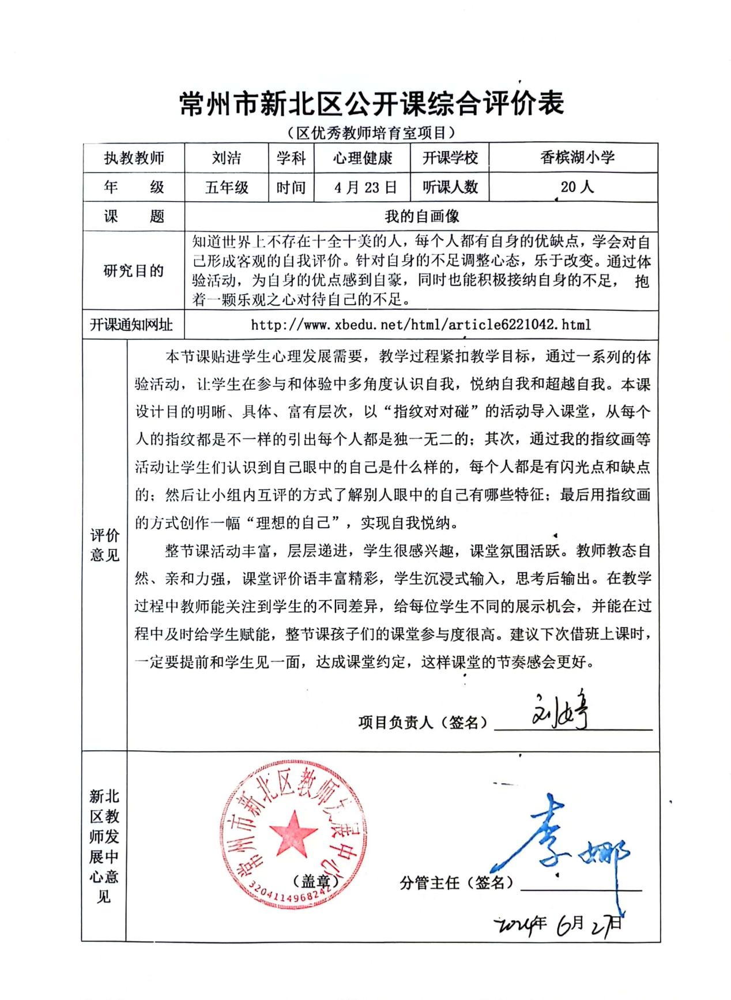 常州市新北区公开课综合评价表
（区优秀教师培育室项目）
执教教师 刘洁 学科 心理健康 开课学校 香槟湖小学
年 级 五年级 时间 4月23日 听课人数 20人
课 题 我的自画像
研究目的
知道世界上不存在十全十美的人，每个人都有自身的优缺点，学会对自
己形成客观的自我评价。针对自身的不足调整心态，乐于改变。通过体
验活动，为自身的优点感到自豪，同时也能积极接纳自身的不足， 抱
着一颗乐观之心对待自己的不足。
开课通知网址 http://www.xbedu.net/html/article6221042.html
评价
意见
本节课贴进学生心理发展需要，教学过程紧扣教学目标，通过一系列的体
验活动，让学生在参与和体验中多角度认识自我，悦纳自我和超越自我。本课
设计目的明晰、具体、富有层次，以“指纹对对碰”的活动导入课堂，从每个
人的指纹都是不一样的引出每个人都是独一无二的；其次，通过我的指纹画等
活动让学生们认识到自己眼中的自己是什么样的，每个人都是有闪光点和缺点
的；然后让小组内互评的方式了解别人眼中的自己有哪些特征；最后用指纹画
的方式创作一幅“理想的自己”，实现自我悦纳。
整节课活动丰富，层层递进，学生很感兴趣，课堂氛围活跃。教师教态自
然、亲和力强，课堂评价语丰富精彩，学生沉浸式输入，思考后输出。在教学
过程中教师能关注到学生的不同差异，给每位学生不同的展示机会，并能在过
程中及时给学生赋能，整节课孩子们的课堂参与度很高。建议下次借班上课时，
一定要提前和学生见一面，达成课堂约定，这样课堂的节奏感会更好。
项目负责人（签名） 刘婷
新北
区教
师发
展中
心意
见
常州市新北区教师发展中心
（盖章）
3204114968242
分管主任（签名） 李娜
2024年 6月 27日